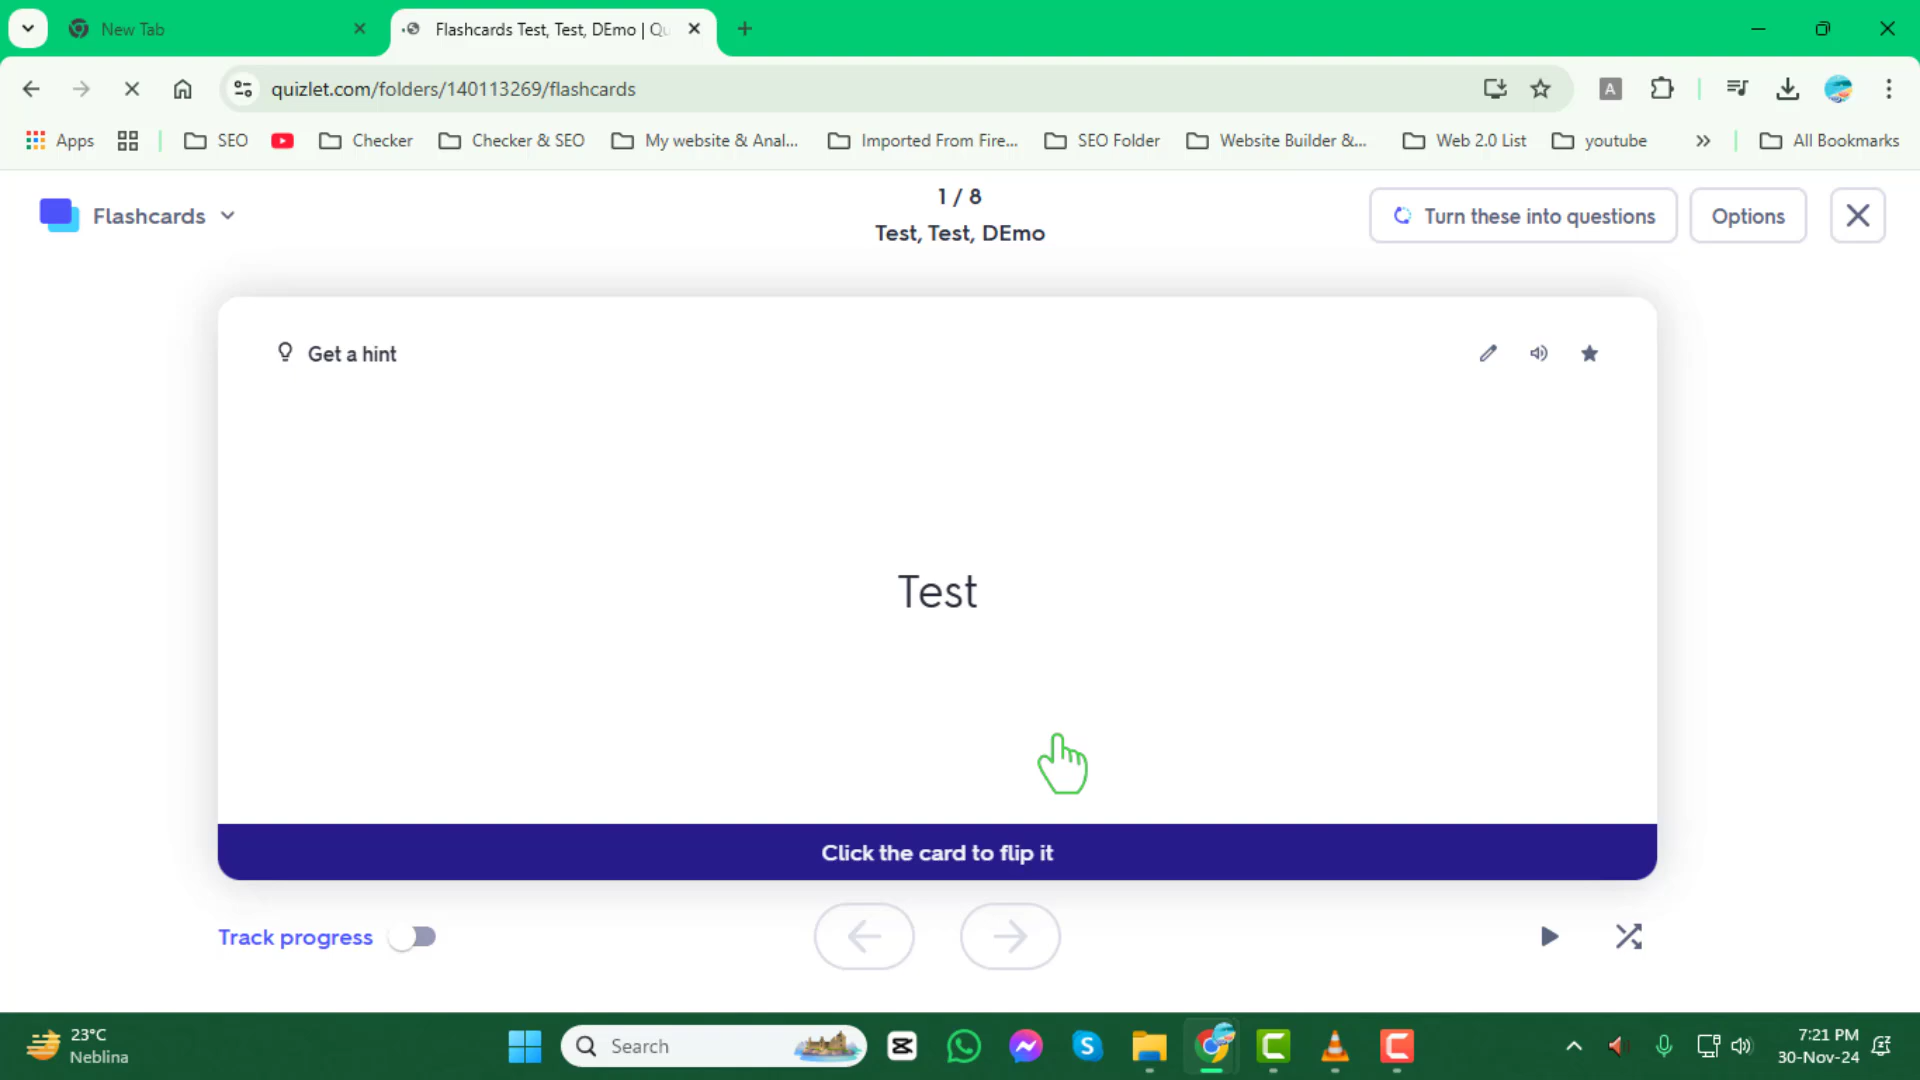 New Tab
Flashcards Test, Test, DEmo | Qu
quizlet.com/folders/140113269/flashcards
A
Apps
SEO
Checker
Checker & SEO
My website & Anal...
Imported From Fire...
SEO Folder
Website Builder &...
Web 2.0 List
youtube
All Bookmarks
Flashcards
1 / 8
Test, Test, DEmo
Turn these into questions
Options
Get a hint
Test
Click the card to flip it
Track progress
23°C
Neblina
Search
7:21 PM
30-Nov-24